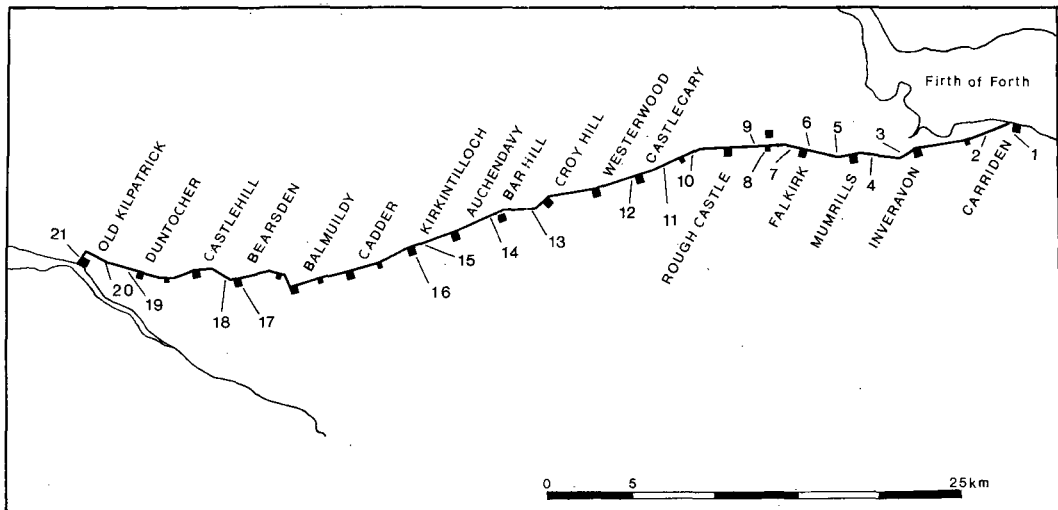 Firth of Forth
OLD KILPATRICK
DUNTOCHER
CASTLEHILL
BEARSDEN
BALMUILDY
CADDER
KIRKINTILLOCH
AUCHENDAVY
BAR HILL
CROY HILL
WESTERWOOD
CASTLECARY
ROUGH CASTLE
FALKIRK
MUMRILLS
INVERAVON
CARRIDEN
21
20
19
18
17
16
15
14
13
12
11
10
9
8
7
6
5
4
3
2
1
0 5 25km